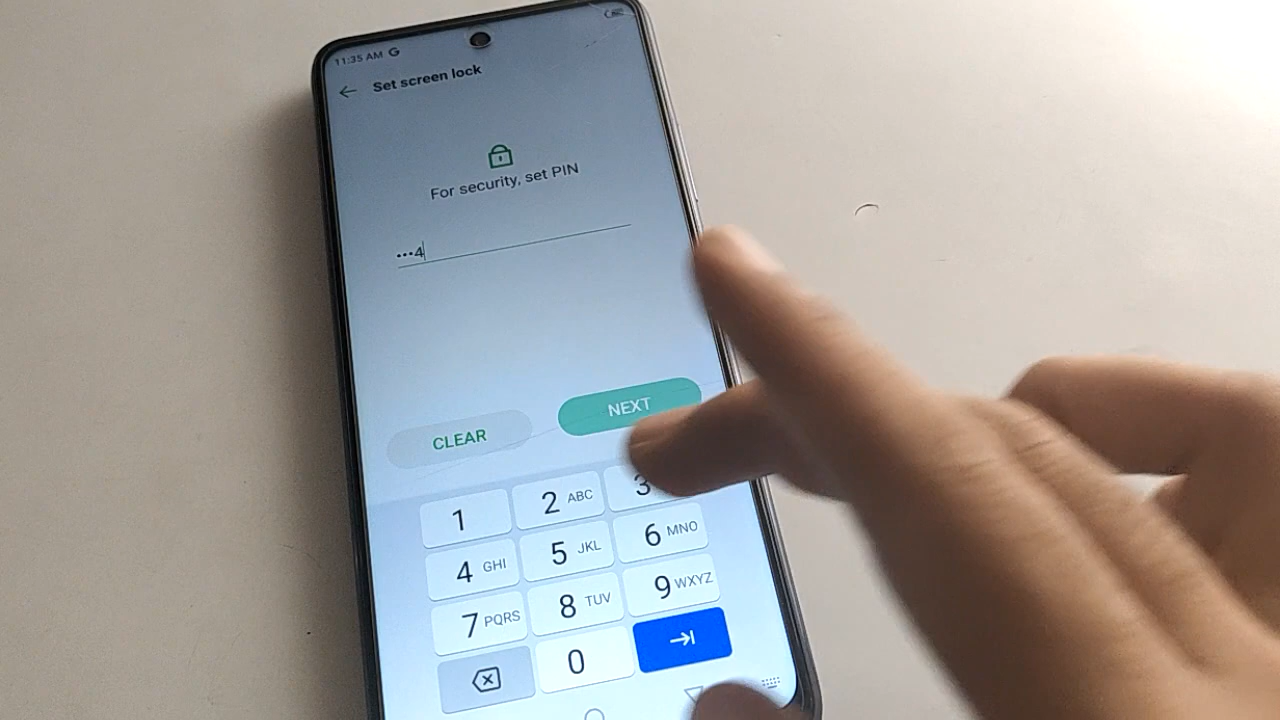 11:35 AM G
Set screen lock
For security, set PIN
•••4
CLEAR
NEXT
1
2 ABC
3
4 GHI
5 JKL
6 MNO
7 PQRS
8 TUV
9 WXYZ
0